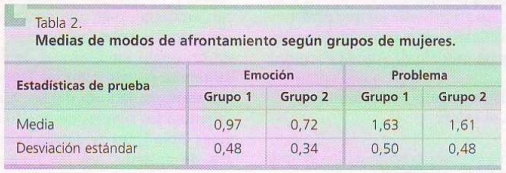 Tabla 2.
Medias de modos de afrontamiento según grupos de mujeres.
Estadísticas de prueba Emoción Problema
Grupo 1 Grupo 2 Grupo 1 Grupo 2
Media 0,97 0,72 1,63 1,61
Desviación estándar 0,48 0,34 0,50 0,48